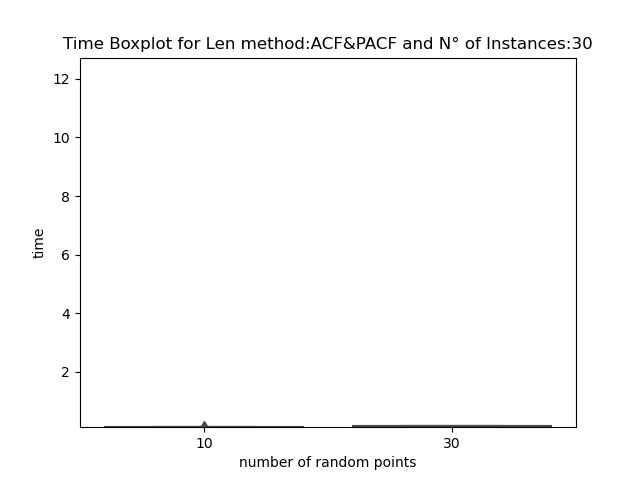 Time Boxplot for Len method:ACF&PACF and N° of Instances:30
12
10
8
6
4
2
time
10 30
number of random points